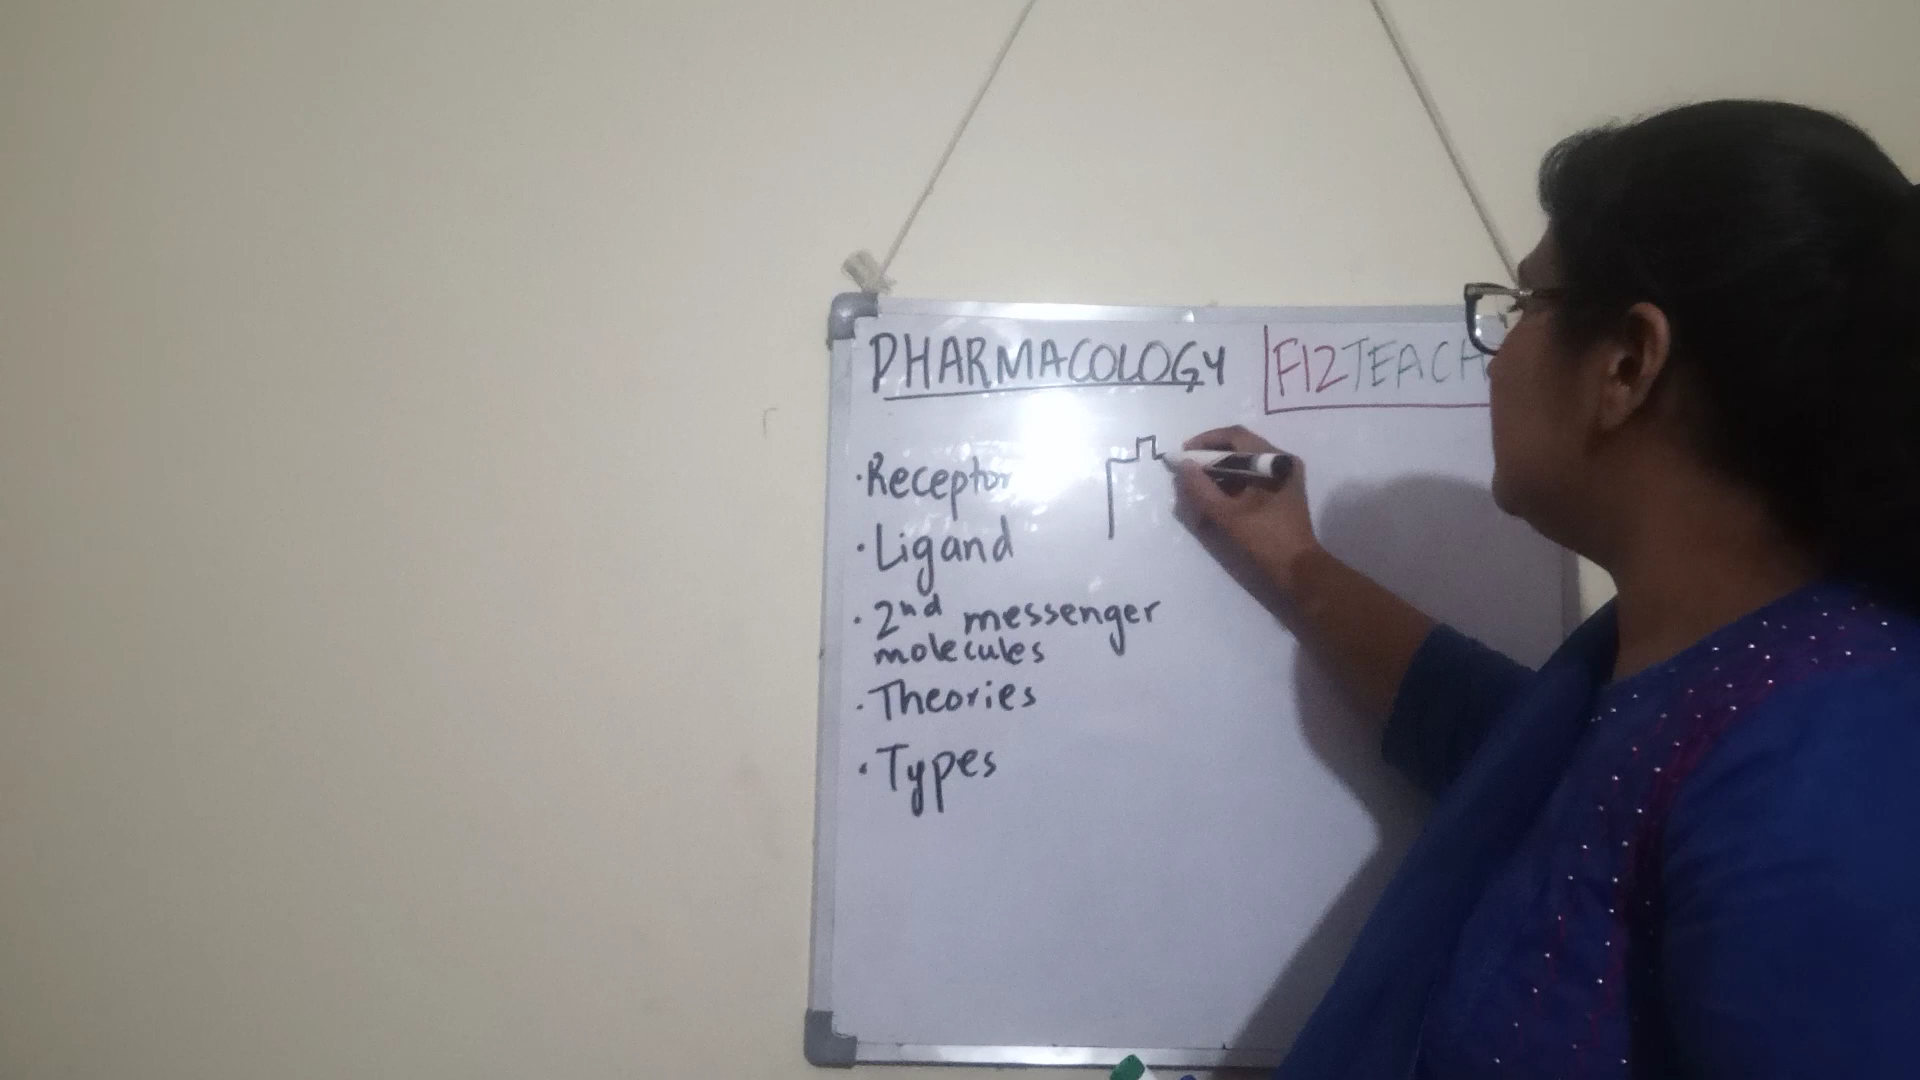 PHARMACOLOGY
FIZTEACH
·Receptor
·Ligand
·2nd messenger
molecules
·Theories
·Types